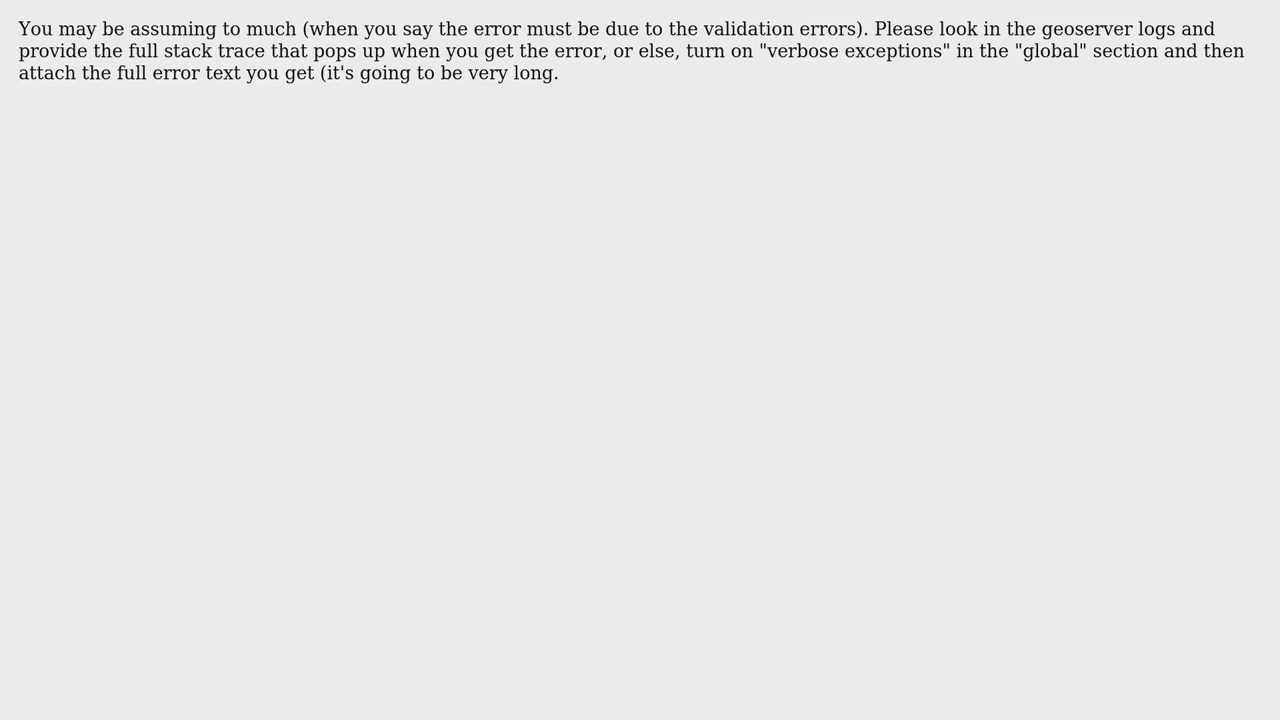 You may be assuming to much (when you say the error must be due to the validation errors). Please look in the geoserver logs and
provide the full stack trace that pops up when you get the error, or else, turn on "verbose exceptions" in the "global" section and then
attach the full error text you get (it's going to be very long.